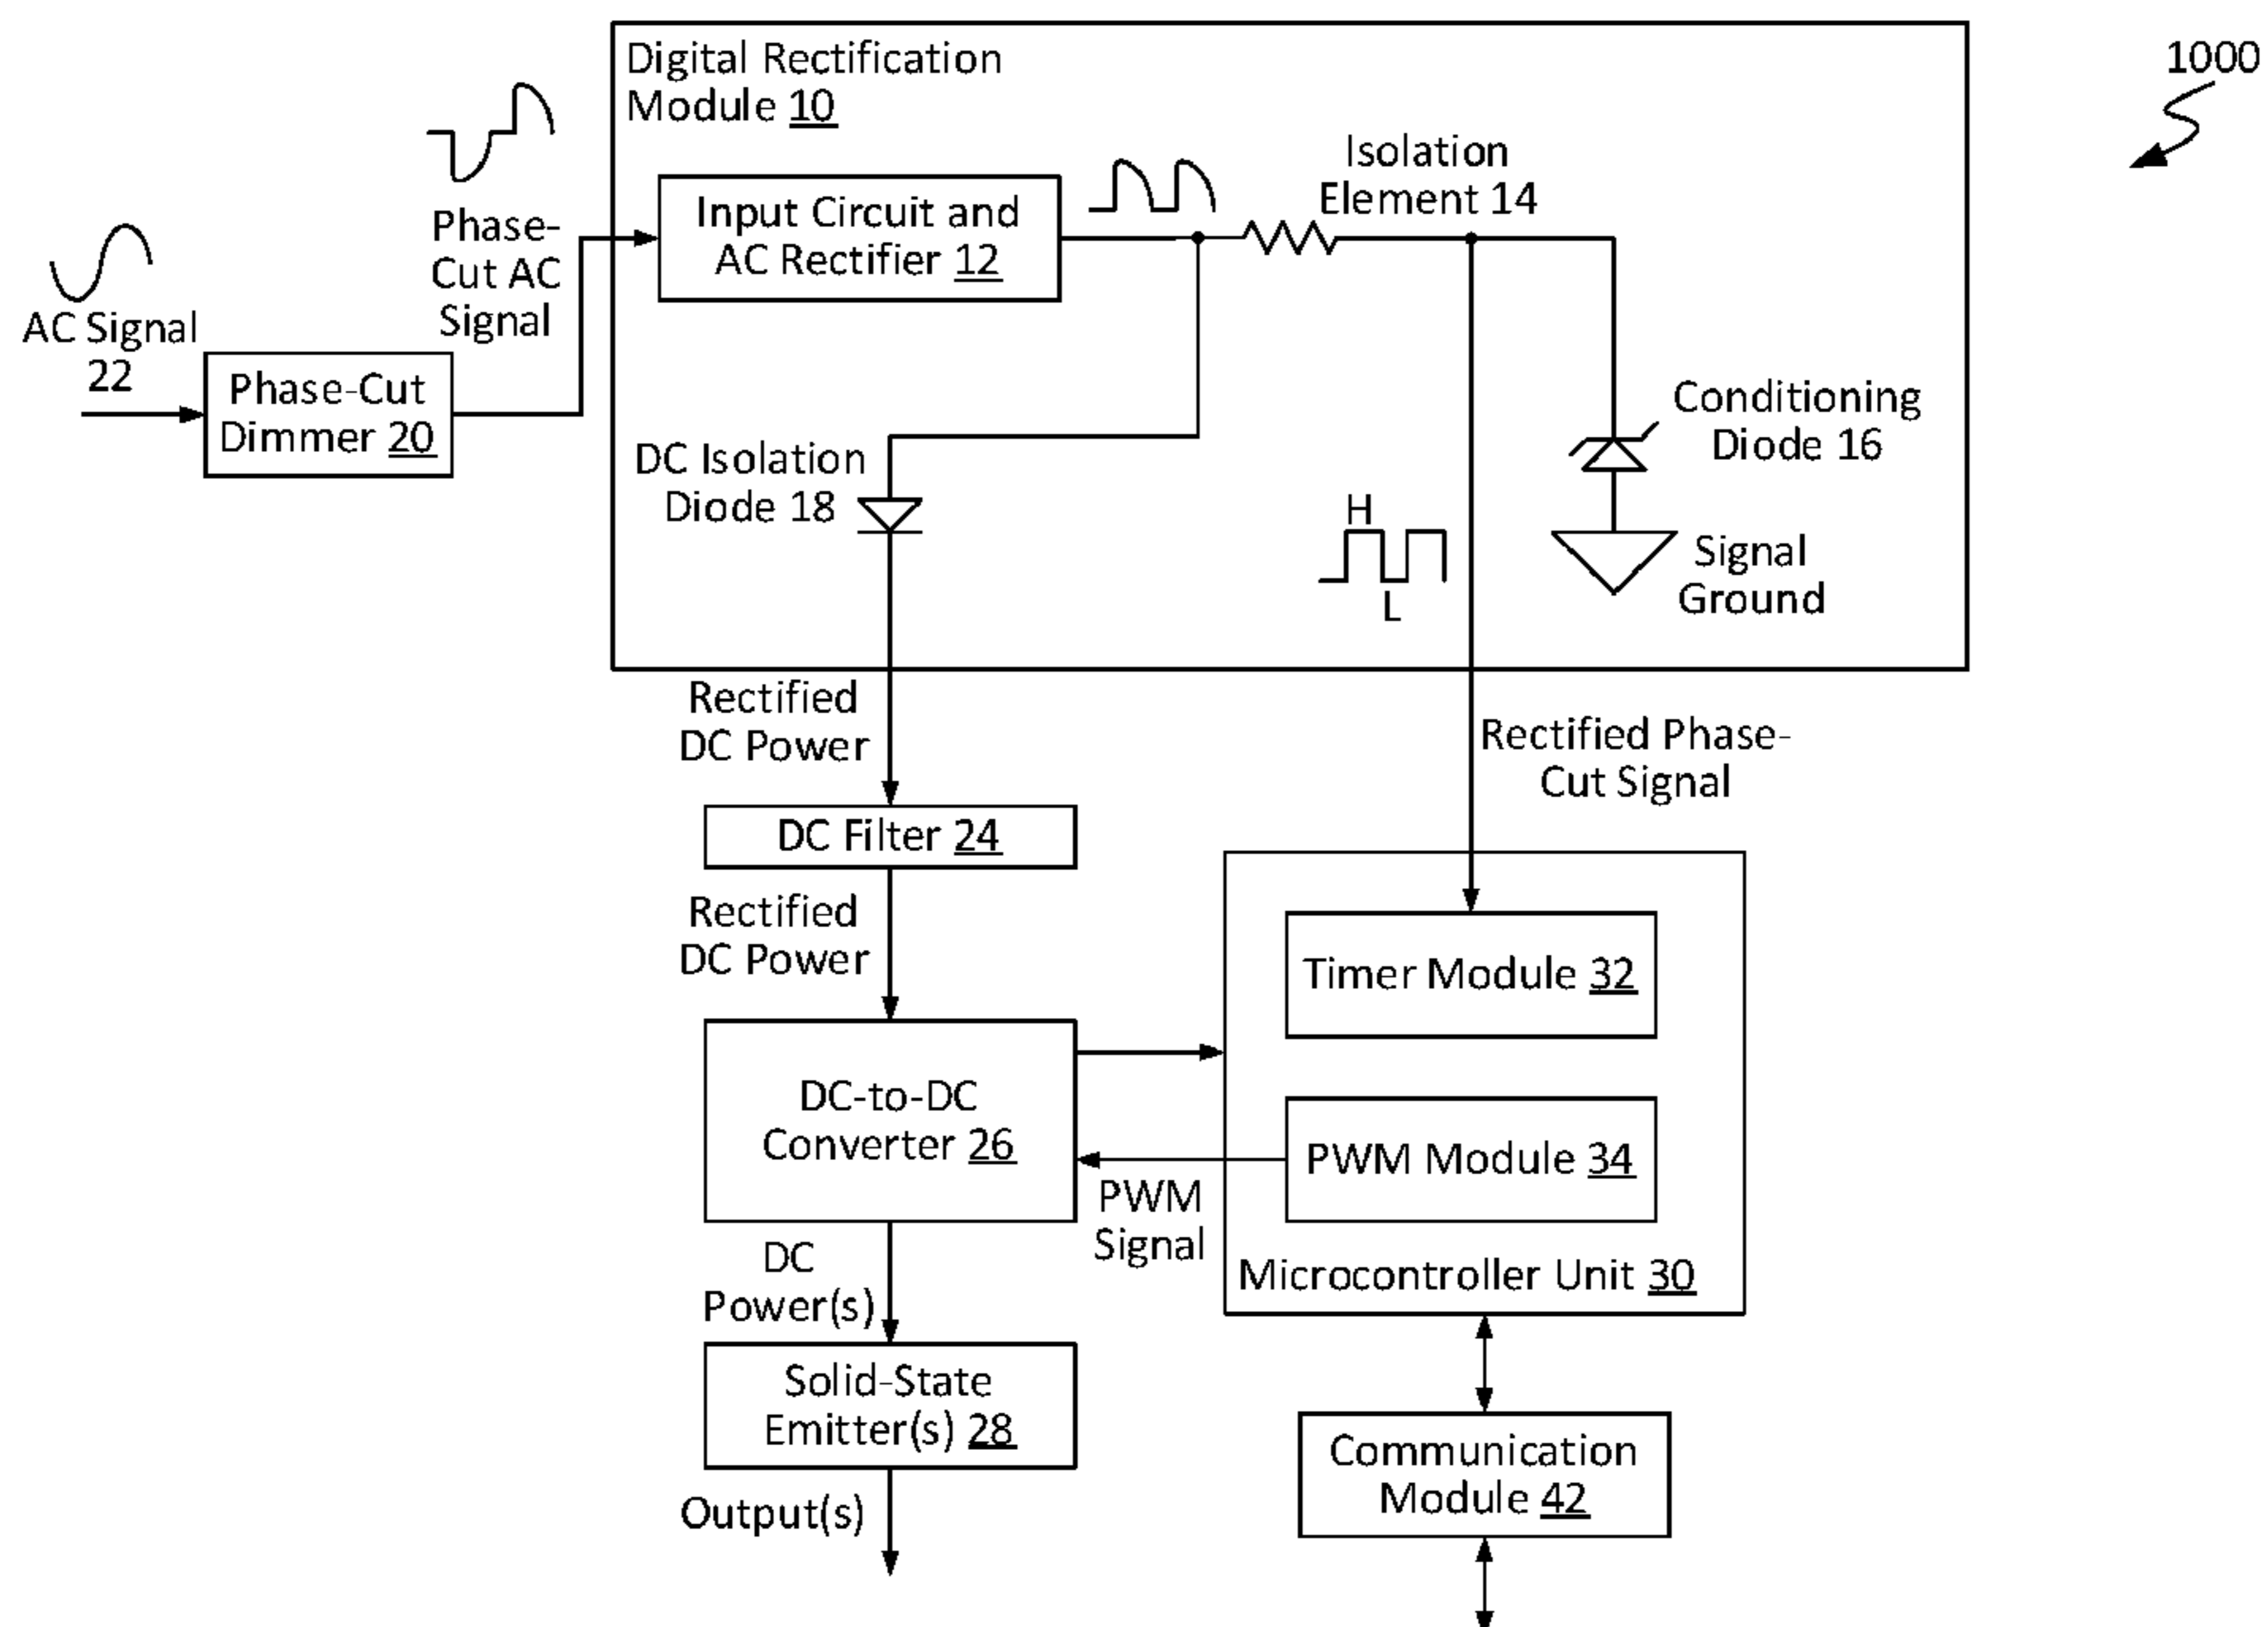 Digital Rectification
Module 10
1000
Isolation
Element 14
Input Circuit and
AC Rectifier 12
Phase-
Cut AC
Signal
AC Signal
22
Phase-Cut
Dimmer 20
Conditioning
Diode 16
DC Isolation
Diode 18
H
L
Signal
Ground
Rectified
DC Power
Rectified Phase-
Cut Signal
DC Filter 24
Rectified
DC Power
Timer Module 32
DC-to-DC
Converter 26
PWM Module 34
PWM
Signal
Microcontroller Unit 30
DC
Power(s)
Solid-State
Emitter(s) 28
Communication
Module 42
Output(s)